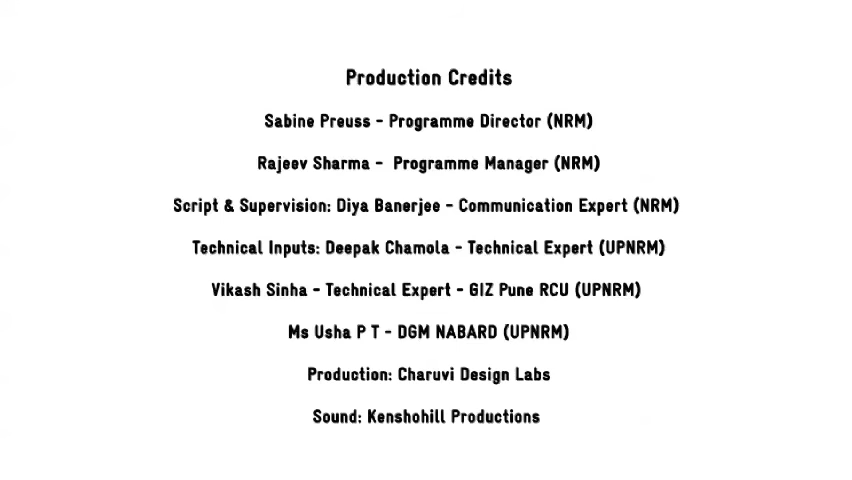 Production Credits
Sabine Preuss - Programme Director (NRM)
Rajeev Sharma - Programme Manager (NRM)
Script & Supervision: Diya Banerjee - Communication Expert (NRM)
Technical Inputs: Deepak Chamola - Technical Expert (UPNRM)
Vikash Sinha - Technical Expert - GIZ Pune RCU (UPNRM)
Ms Usha P T - DGM NABARD (UPNRM)
Production: Charuvi Design Labs
Sound: Kenshohill Productions